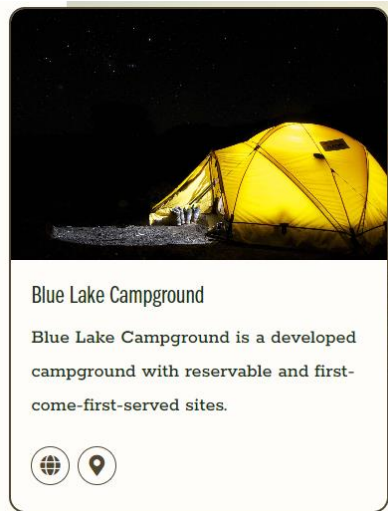 Blue Lake Campground
Blue Lake Campground is a developed
campground with reservable and first-
come-first-served sites.